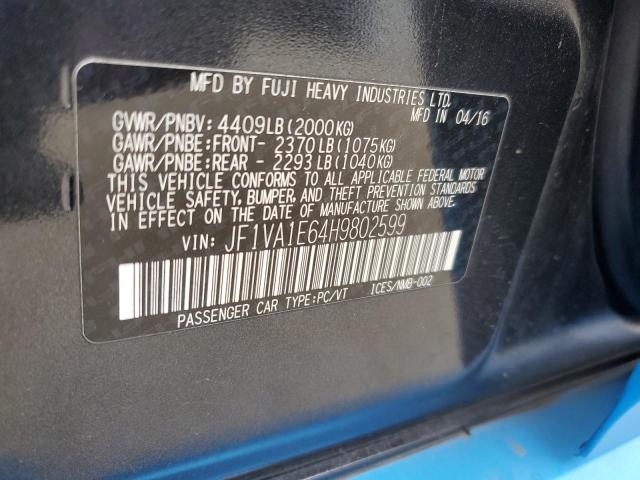 MFD BY FUJI HEAVY INDUSTRIES LTD.
MFD IN 04/16
GVWR/PNBV: 4409LB(2000KG)
GAWR/PNBE:FRONT- 2370LB(1075KG)
GAWR/PNBE:REAR - 2293LB(1040KG)
THIS VEHICLE CONFORMS TO ALL APPLICABLE FEDERAL MOTOR
VEHICLE SAFETY, BUMPER, AND THEFT PREVENTION STANDARDS
IN EFFECT ON THE DATE OF MANUFACTURE SHOWN ABOVE.
VIN: JF1VA1E64H9802599
PASSENGER CAR TYPE:PC/VT ICES/NMB-002